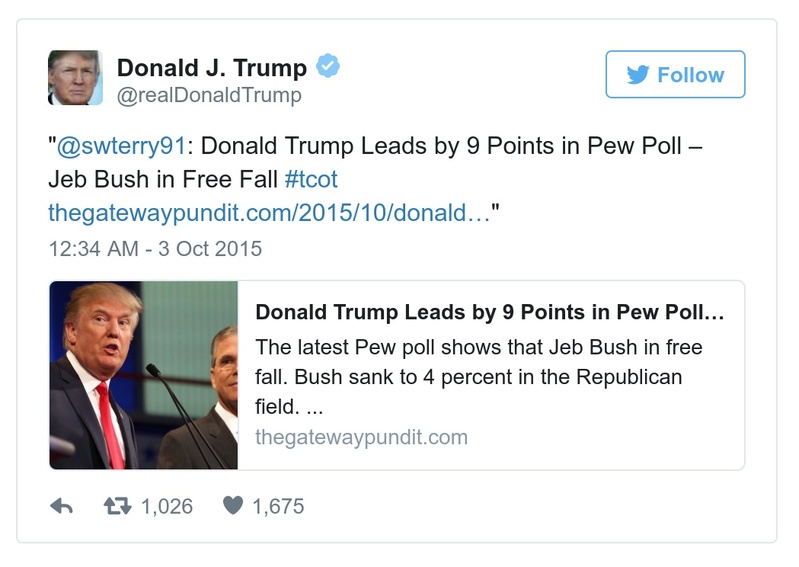 Donald J. Trump
@realDonaldTrump
Follow
"@swterry91: Donald Trump Leads by 9 Points in Pew Poll –
Jeb Bush in Free Fall #tcot
thegatewaypundit.com/2015/10/donald…"
12:34 AM - 3 Oct 2015
Donald Trump Leads by 9 Points in Pew Poll…
The latest Pew poll shows that Jeb Bush in free
fall. Bush sank to 4 percent in the Republican
field. ...
thegatewaypundit.com
1,026 1,675